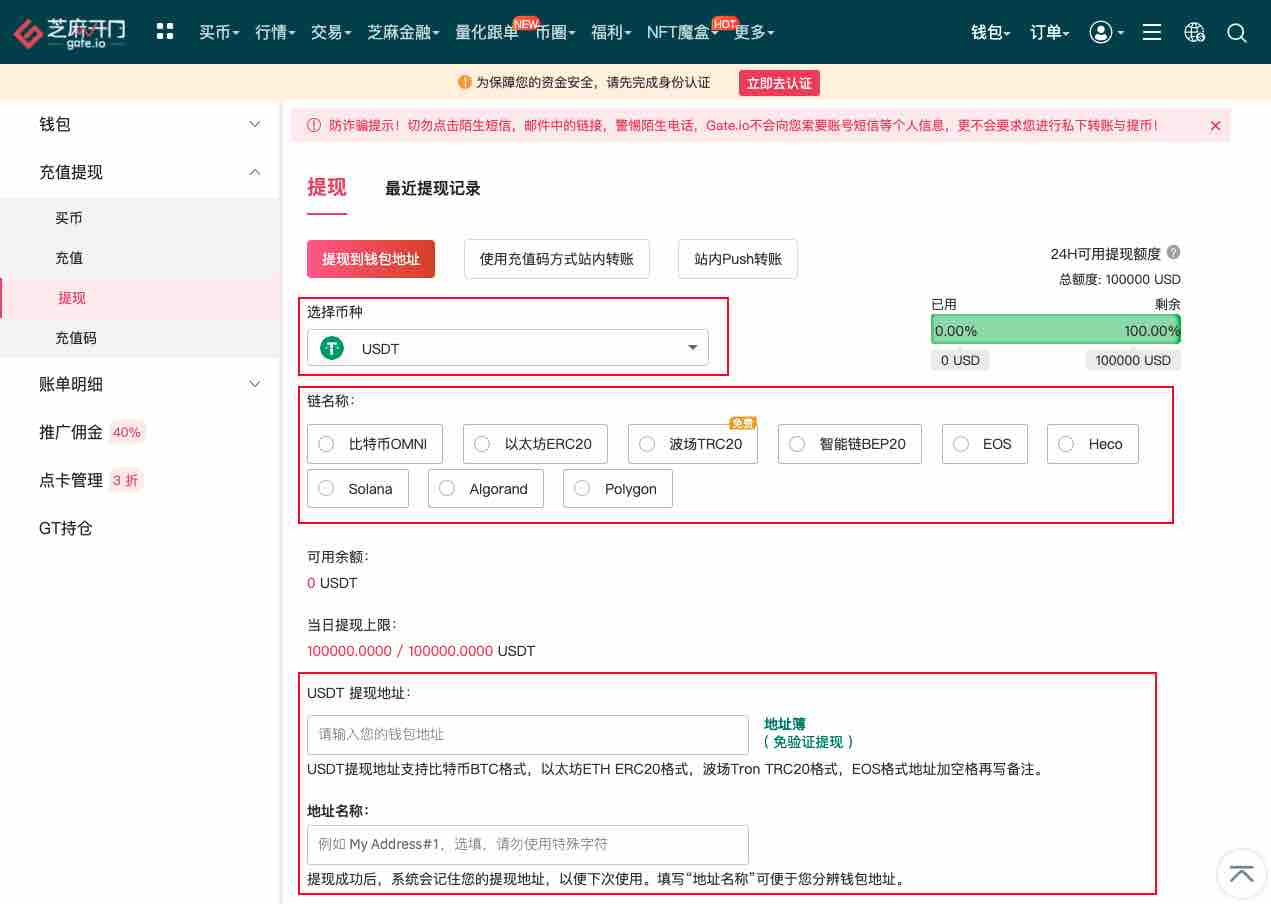 芝麻开门
gate.io
买币 行情 交易 芝麻金融 量化跟单 NEW 币圈 福利 NFT魔盒 HOT 更多 钱包 订单
为保障您的资金安全，请先完成身份认证 立即去认证
钱包
充值提现
买币
充值
提现
充值码
账单明细
推广佣金 40%
点卡管理 3 折
GT持仓
防诈骗提示！切勿点击陌生短信，邮件中的链接，警惕陌生电话，Gate.io不会向您索要账号短信等个人信息，更不会要求您进行私下转账与提币！
提现 最近提现记录
提现到钱包地址 使用充值码方式站内转账 站内Push转账
24H可用提现额度
总额度: 100000 USD
已用 剩余
0.00% 100.00%
0 USD 100000 USD
选择币种
USDT
链名称：
免费
比特币OMNI 以太坊ERC20 波场TRC20 智能链BEP20 EOS Heco
Solana Algorand Polygon
可用余额：
0 USDT
当日提现上限：
100000.0000 / 100000.0000 USDT
USDT 提现地址：
请输入您的钱包地址
地址薄
（ 免验证提现 ）
USDT提现地址支持比特币BTC格式，以太坊ETH ERC20格式，波场Tron TRC20格式，EOS格式地址加空格再写备注。
地址名称：
例如 My Address#1，选填，请勿使用特殊字符
提现成功后，系统会记住您的提现地址，以便下次使用。填写“地址名称”可便于您分辨钱包地址。